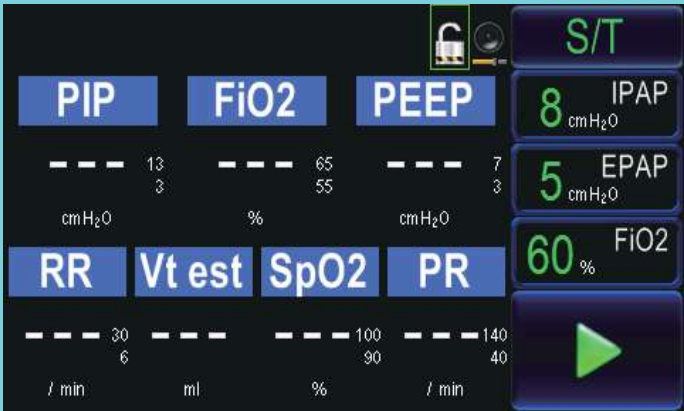 S/T
PIP FiO2 PEEP
8 IPAP
cmH₂O
--- 13 --- 65 --- 7
3 55 3
5 EPAP
cmH₂O
cmH₂O % cmH₂O
60 % FiO2
RR Vt est SpO2 PR
--- 30 --- --- 100 --- 140
6 90 40
/ min ml % / min